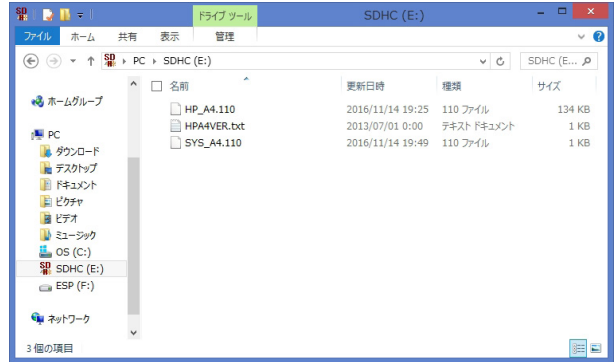 ドライブ ツール
SDHC (E:)
ファイル ホーム 共有 表示 管理
PC SDHC (E:) SDHC (E...
名前 更新日時 種類 サイズ
HP_A4.110 2016/11/14 19:25 110 ファイル 134 KB
HPA4VER.txt 2013/07/01 0:00 テキスト ドキュメント 1 KB
SYS_A4.110 2016/11/14 19:49 110 ファイル 1 KB
ホームグループ
PC
ダウンロード
デスクトップ
ドキュメント
ピクチャ
ビデオ
ミュージック
OS (C:)
SD SDHC (E:)
ESP (F:)
ネットワーク
3 個の項目